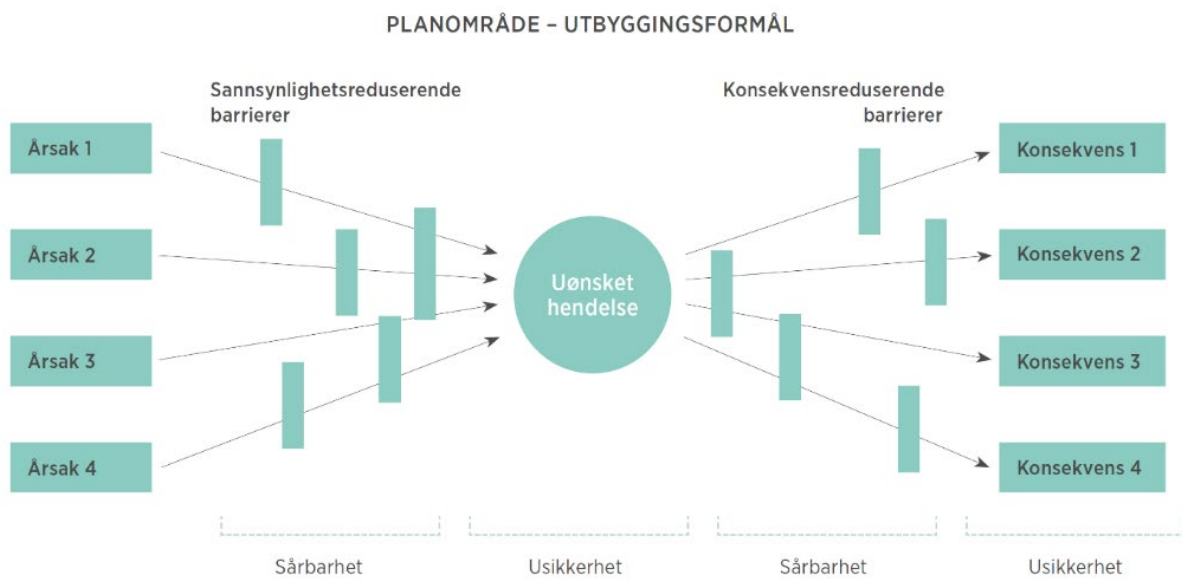 PLANOMRÅDE – UTBYGGINGSFORMÅL
Sannsynlighetsreduserende
barrierer
Konsekvensreduserende
barrierer
Årsak 1
Årsak 2
Årsak 3
Årsak 4
Uønsket
hendelse
Konsekvens 1
Konsekvens 2
Konsekvens 3
Konsekvens 4
Sårbarhet
Usikkerhet
Sårbarhet
Usikkerhet